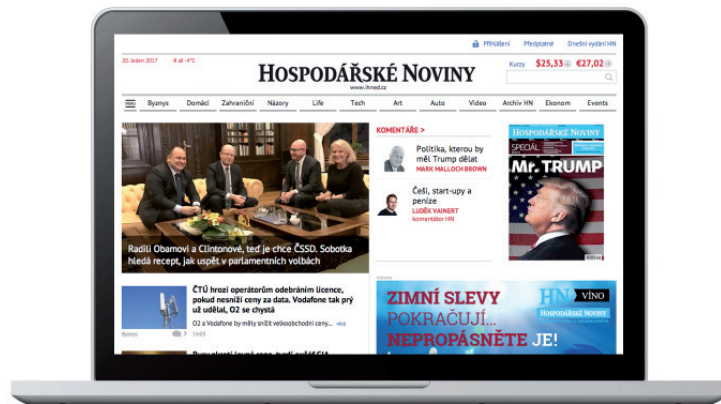 Přihlášení Předplatné Dnešní vydání HN
20. leden 2017 -8 až -4°C
Kurzy $25,33 €27,02
HOSPODÁŘSKÉ NOVINY
www.ihned.cz
MENU Byznys Domácí Zahraniční Názory Life Tech Art Auto Video Archiv HN Ekonom Events
Radili Obamovi a Clintonové, teď je chce ČSSD. Sobotka
hledá recept, jak uspět v parlamentních volbách
KOMENTÁŘE >
Politika, kterou by
měl Trump dělat
MARK MALLOCH BROWN
Češi, start-upy a
peníze
LUDĚK VAINERT
komentátor HN
HOSPODÁŘSKÉ NOVINY
SPECIÁL
Mr. TRUMP
ČTÚ hrozí operátorům odebráním licence,
pokud nesníží ceny za data. Vodafone tak prý
už udělal, O2 se chystá
O2 a Vodafone by měly snížit velkoobchodní ceny... více
Byznys 7
ZIMNÍ SLEVY
POKRAČUJÍ...
NEPROPÁSNĚTE JE!
HN VÍNO
HOSPODÁŘSKÉ NOVINY